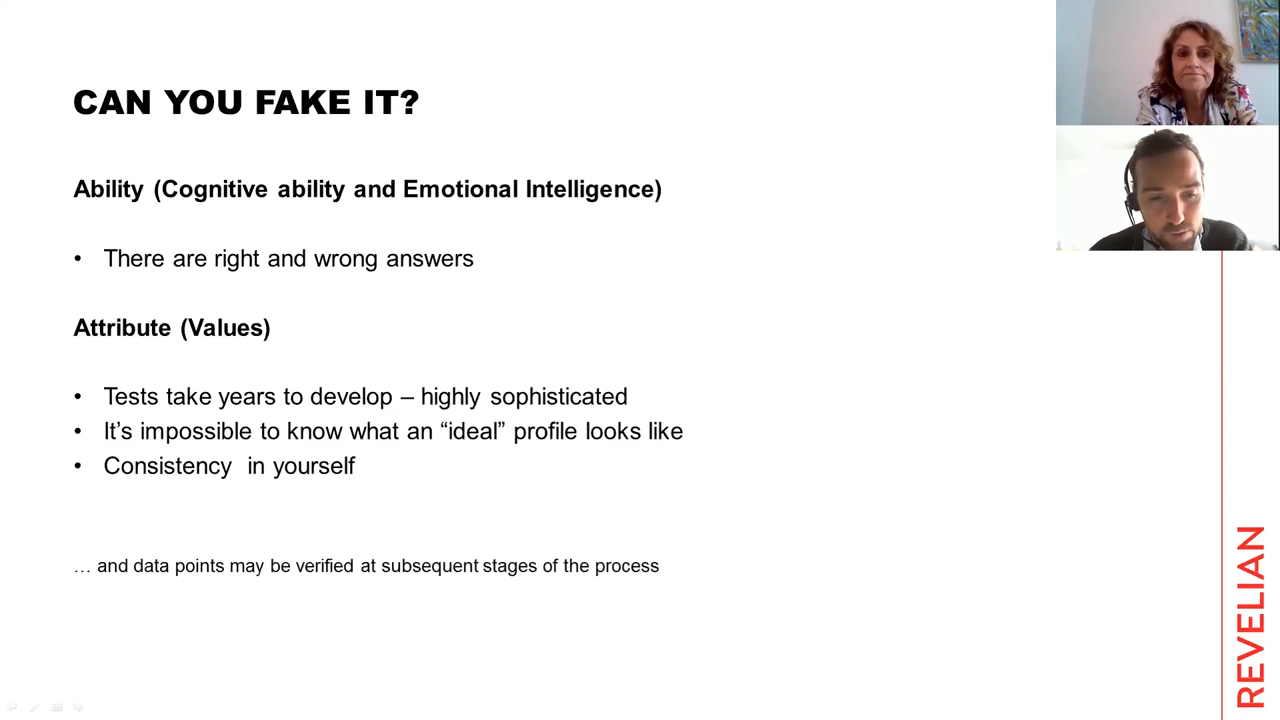 CAN YOU FAKE IT?
Ability (Cognitive ability and Emotional Intelligence)
• There are right and wrong answers
Attribute (Values)
• Tests take years to develop – highly sophisticated
• It’s impossible to know what an “ideal” profile looks like
• Consistency in yourself
… and data points may be verified at subsequent stages of the process
REVELIAN